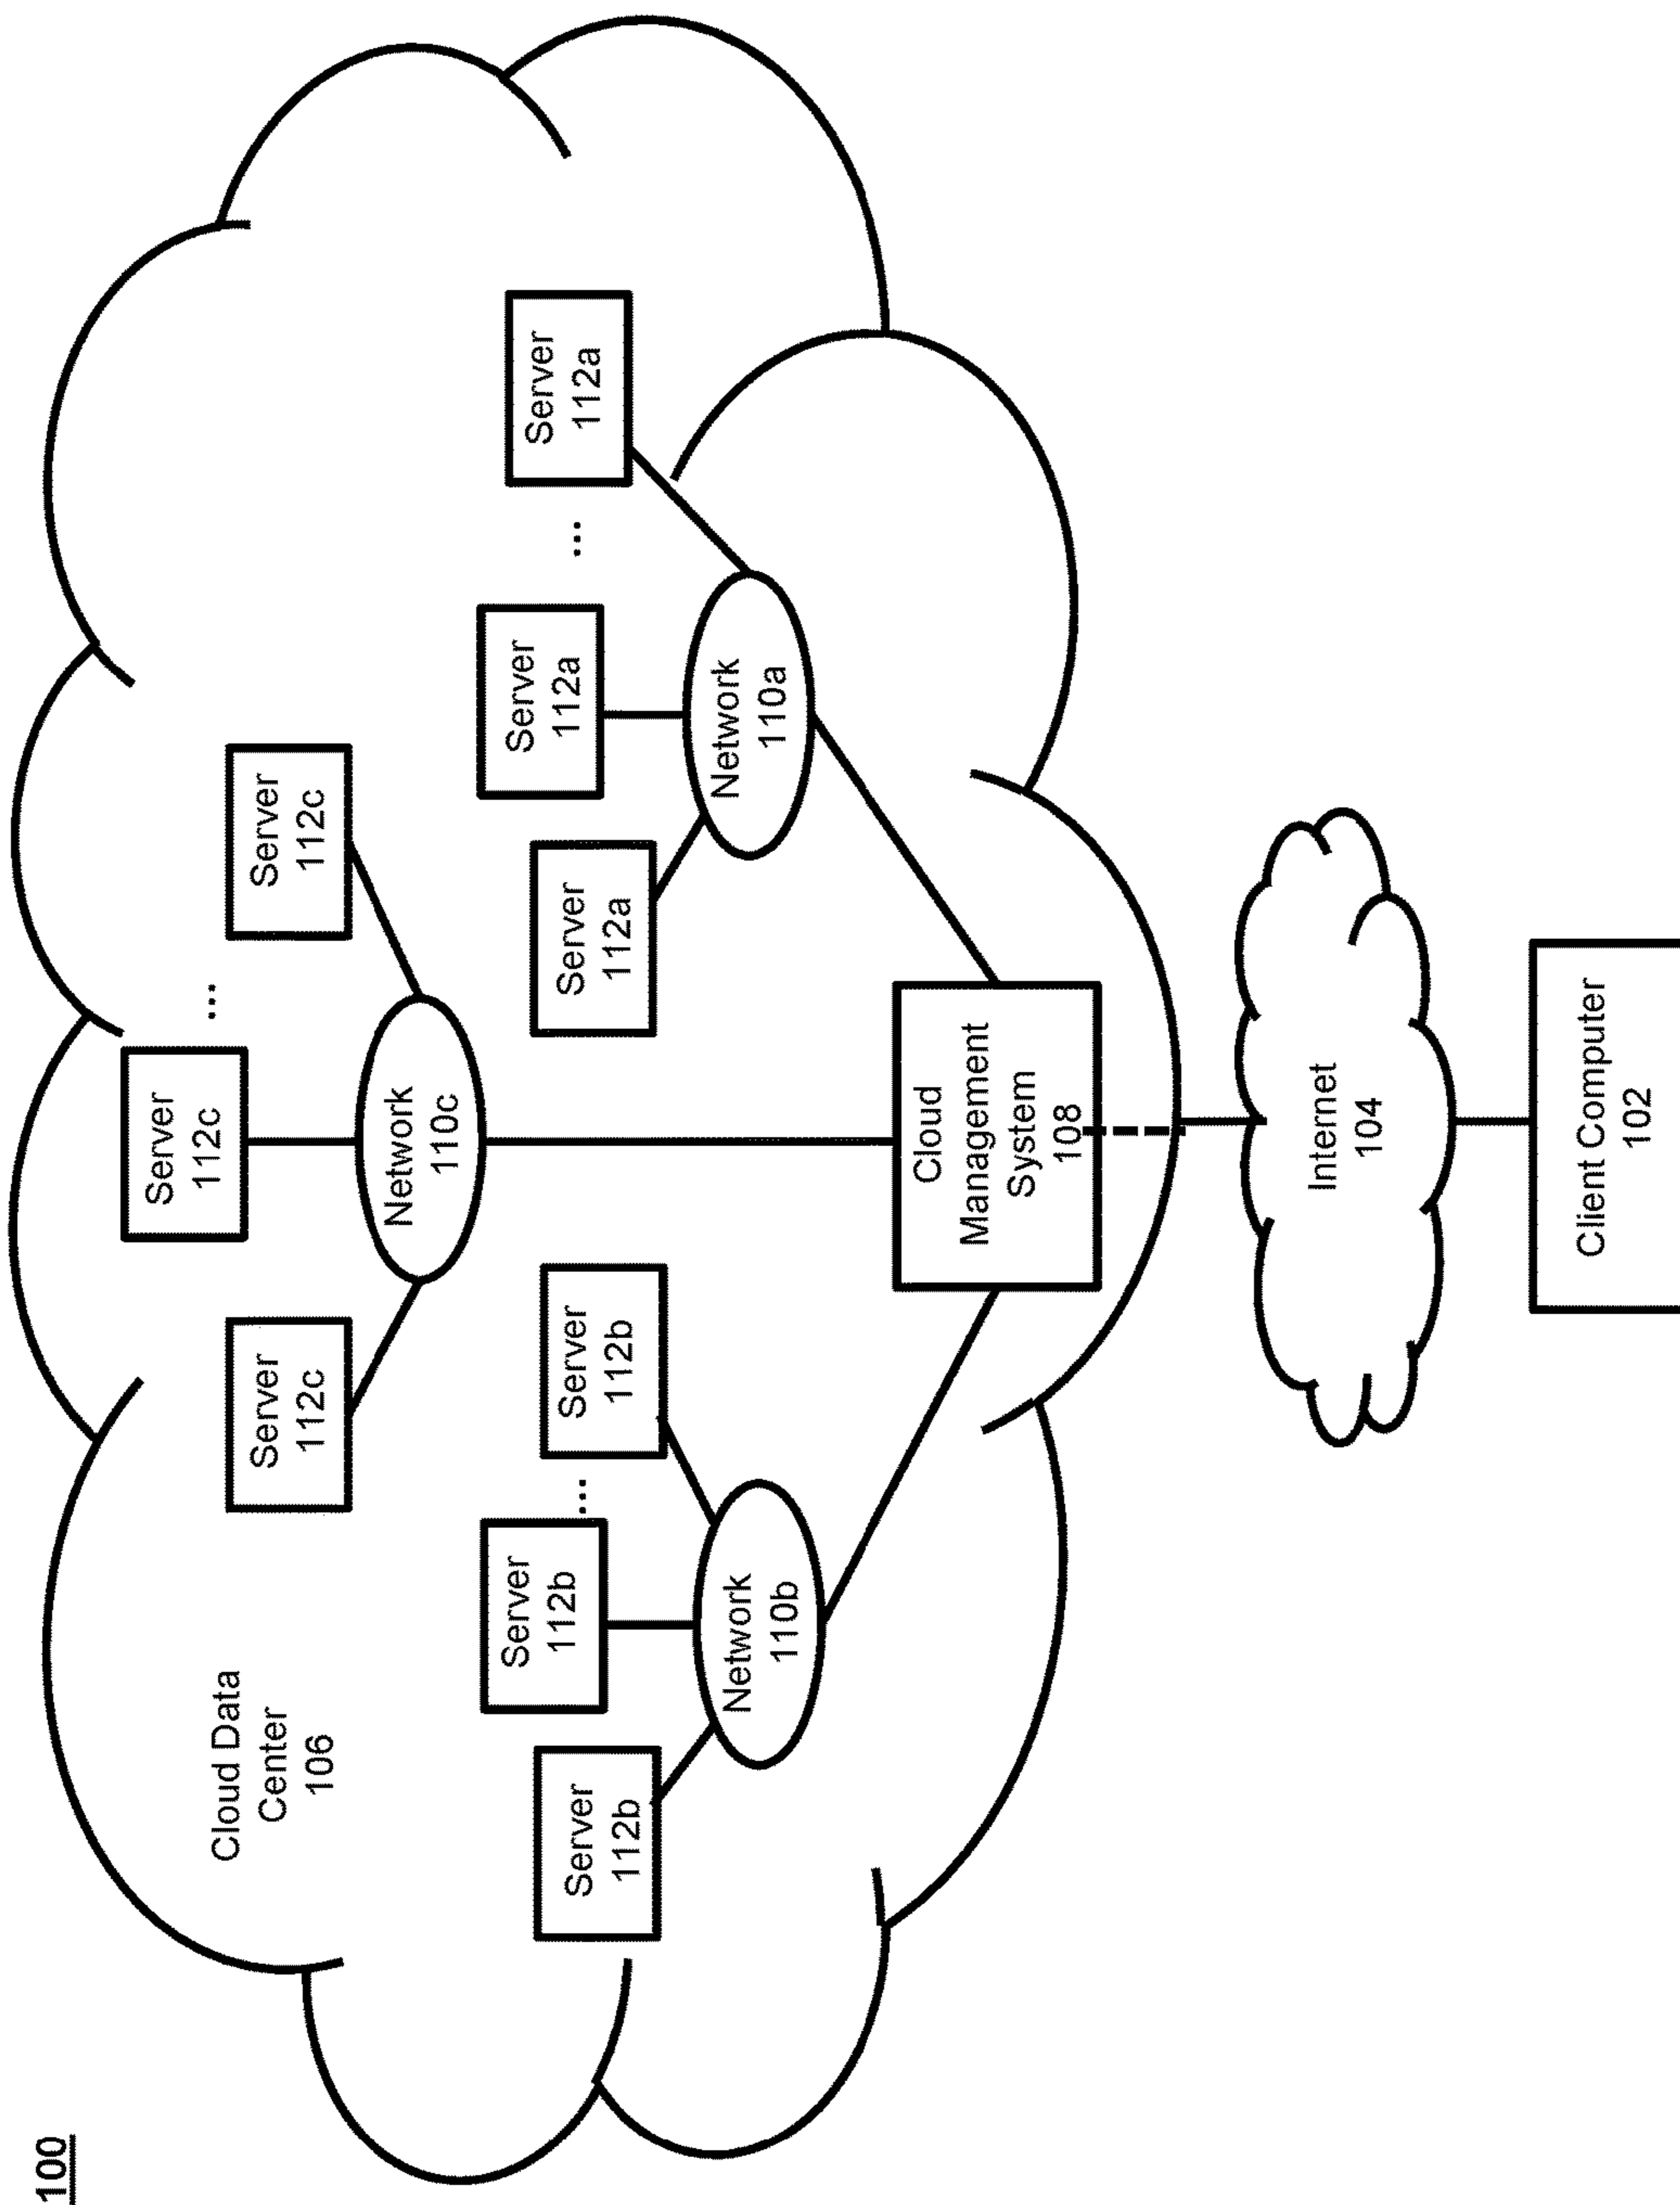 100
Cloud Data
Center
106
Server
112c
Server
112c
...
Server
112c
Network
110c
Server
112b
Server
112b
...
Server
112b
Network
110b
Server
112a
Server
112a
...
Server
112a
Network
110a
Cloud
Management
System
108
Internet
104
Client Computer
102